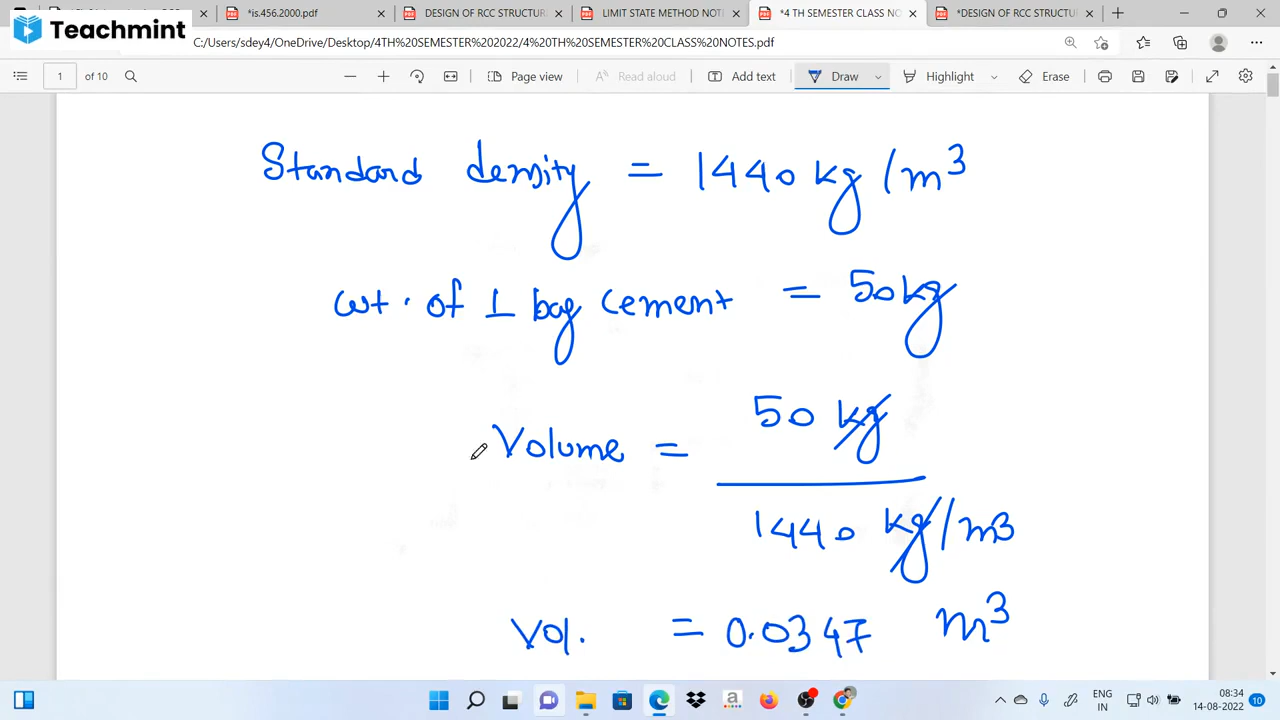 *is.456.2000.pdf
DESIGN
STRUCTUR
LIMIT STATE METHOD NOT
*4 TH SEMESTER CLASS NO
*DESIGN OF RCC STRUCTUR
Teachmint
C:/Users/sdey4/OneDrive/Desktop/4TH%20SEMESTER%202022/4%20TH%20SEMESTER%20CLASS%20NOTES.pdf
1 of 10 Page view Read aloud Add text Draw Highlight Erase
Standard density = 1440 kg/m³
wt. of 1 bag cement = 50kg
50 kg
Volume =
1440 kg/m3
Vol. = 0.0347 m³
ENG 08:34
IN 14-08-2022 10